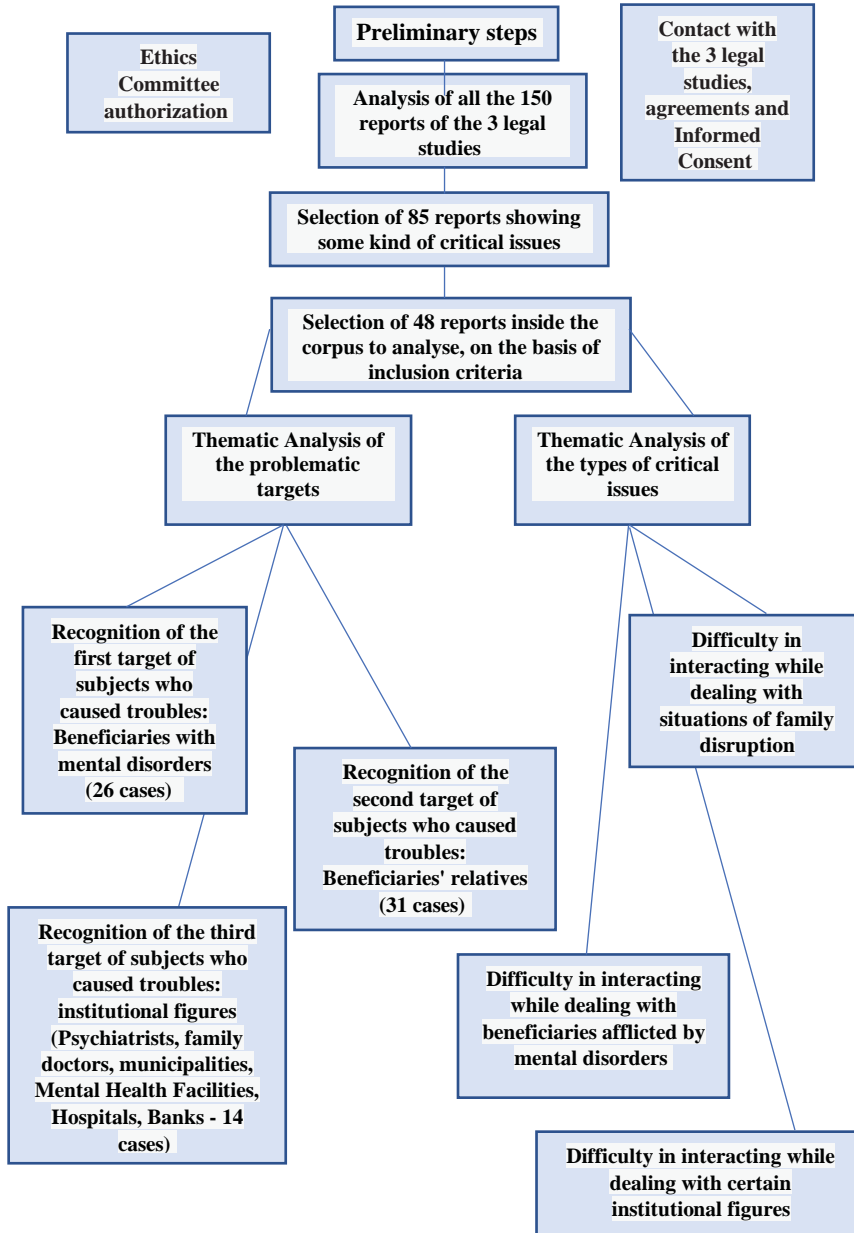 Preliminary steps
Ethics
Committee
authorization
Contact with
the 3 legal
studies,
agreements and
Informed
Consent
Analysis of all the 150
reports of the 3 legal
studies
Selection of 85 reports showing
some kind of critical issues
Selection of 48 reports inside the
corpus to analyse, on the basis of
inclusion criteria
Thematic Analysis of
the problematic
targets
Thematic Analysis of
the types of critical
issues
Recognition of the
first target of
subjects who
caused troubles:
Beneficiaries with
mental disorders
(26 cases)
Difficulty in
interacting while
dealing with
situations of family
disruption
Recognition of the
second target of
subjects who caused
troubles:
Beneficiaries' relatives
(31 cases)
Recognition of the third
target of subjects who
caused troubles:
institutional figures
(Psychiatrists, family
doctors, municipalities,
Mental Health Facilities,
Hospitals, Banks - 14
cases)
Difficulty in interacting
while dealing with
beneficiaries afflicted by
mental disorders
Difficulty in interacting while
dealing with certain
institutional figures